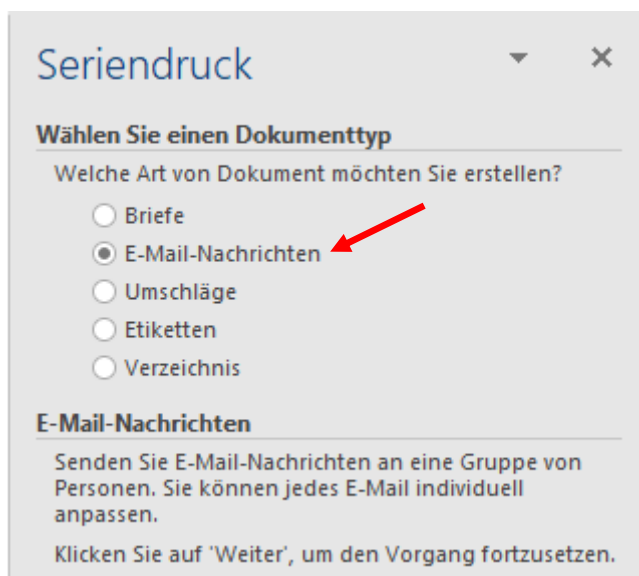 Seriendruck
Wählen Sie einen Dokumenttyp
Welche Art von Dokument möchten Sie erstellen?
Briefe
E-Mail-Nachrichten
Umschläge
Etiketten
Verzeichnis
E-Mail-Nachrichten
Senden Sie E-Mail-Nachrichten an eine Gruppe von
Personen. Sie können jedes E-Mail individuell
anpassen.
Klicken Sie auf 'Weiter', um den Vorgang fortzusetzen.